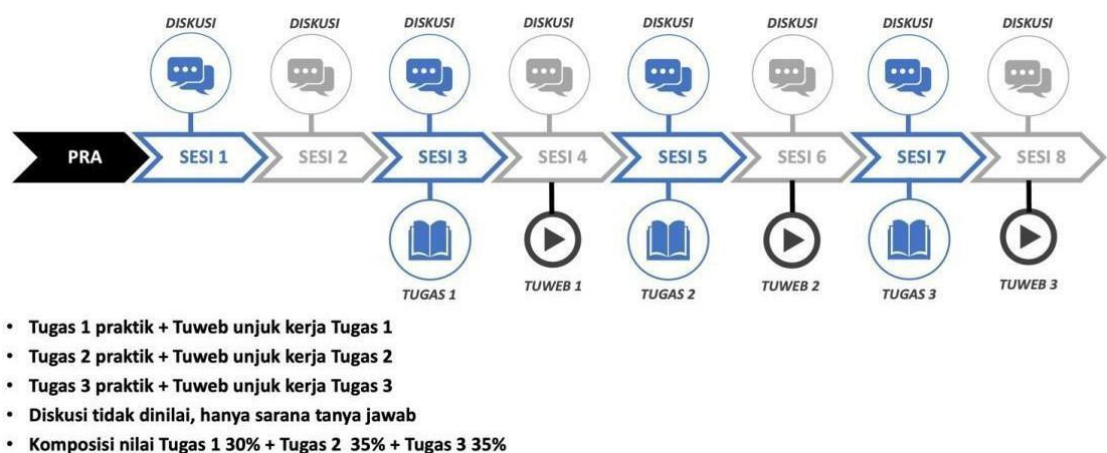 DISKUSI DISKUSI DISKUSI DISKUSI DISKUSI DISKUSI DISKUSI DISKUSI
PRA SESI 1 SESI 2 SESI 3 SESI 4 SESI 5 SESI 6 SESI 7 SESI 8
TUGAS 1 TUWEB 1 TUGAS 2 TUWEB 2 TUGAS 3 TUWEB 3
• Tugas 1 praktik + Tuweb unjuk kerja Tugas 1
• Tugas 2 praktik + Tuweb unjuk kerja Tugas 2
• Tugas 3 praktik + Tuweb unjuk kerja Tugas 3
• Diskusi tidak dinilai, hanya sarana tanya jawab
• Komposisi nilai Tugas 1 30% + Tugas 2 35% + Tugas 3 35%